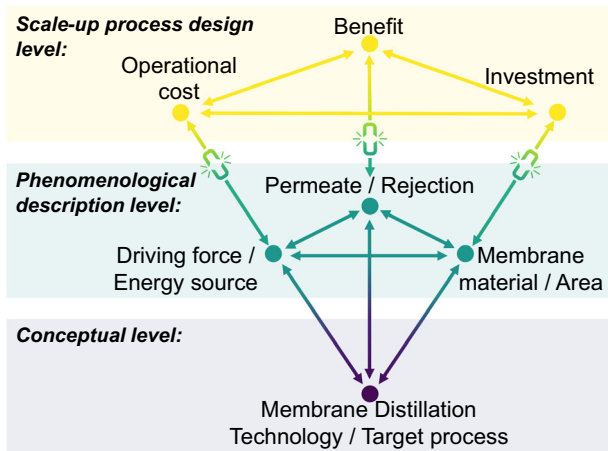 Scale-up process design
level:
Benefit
Operational
cost
Investment
Phenomenological
description level:
Permeate / Rejection
Driving force /
Energy source
Membrane
material / Area
Conceptual level:
Membrane Distillation
Technology / Target process